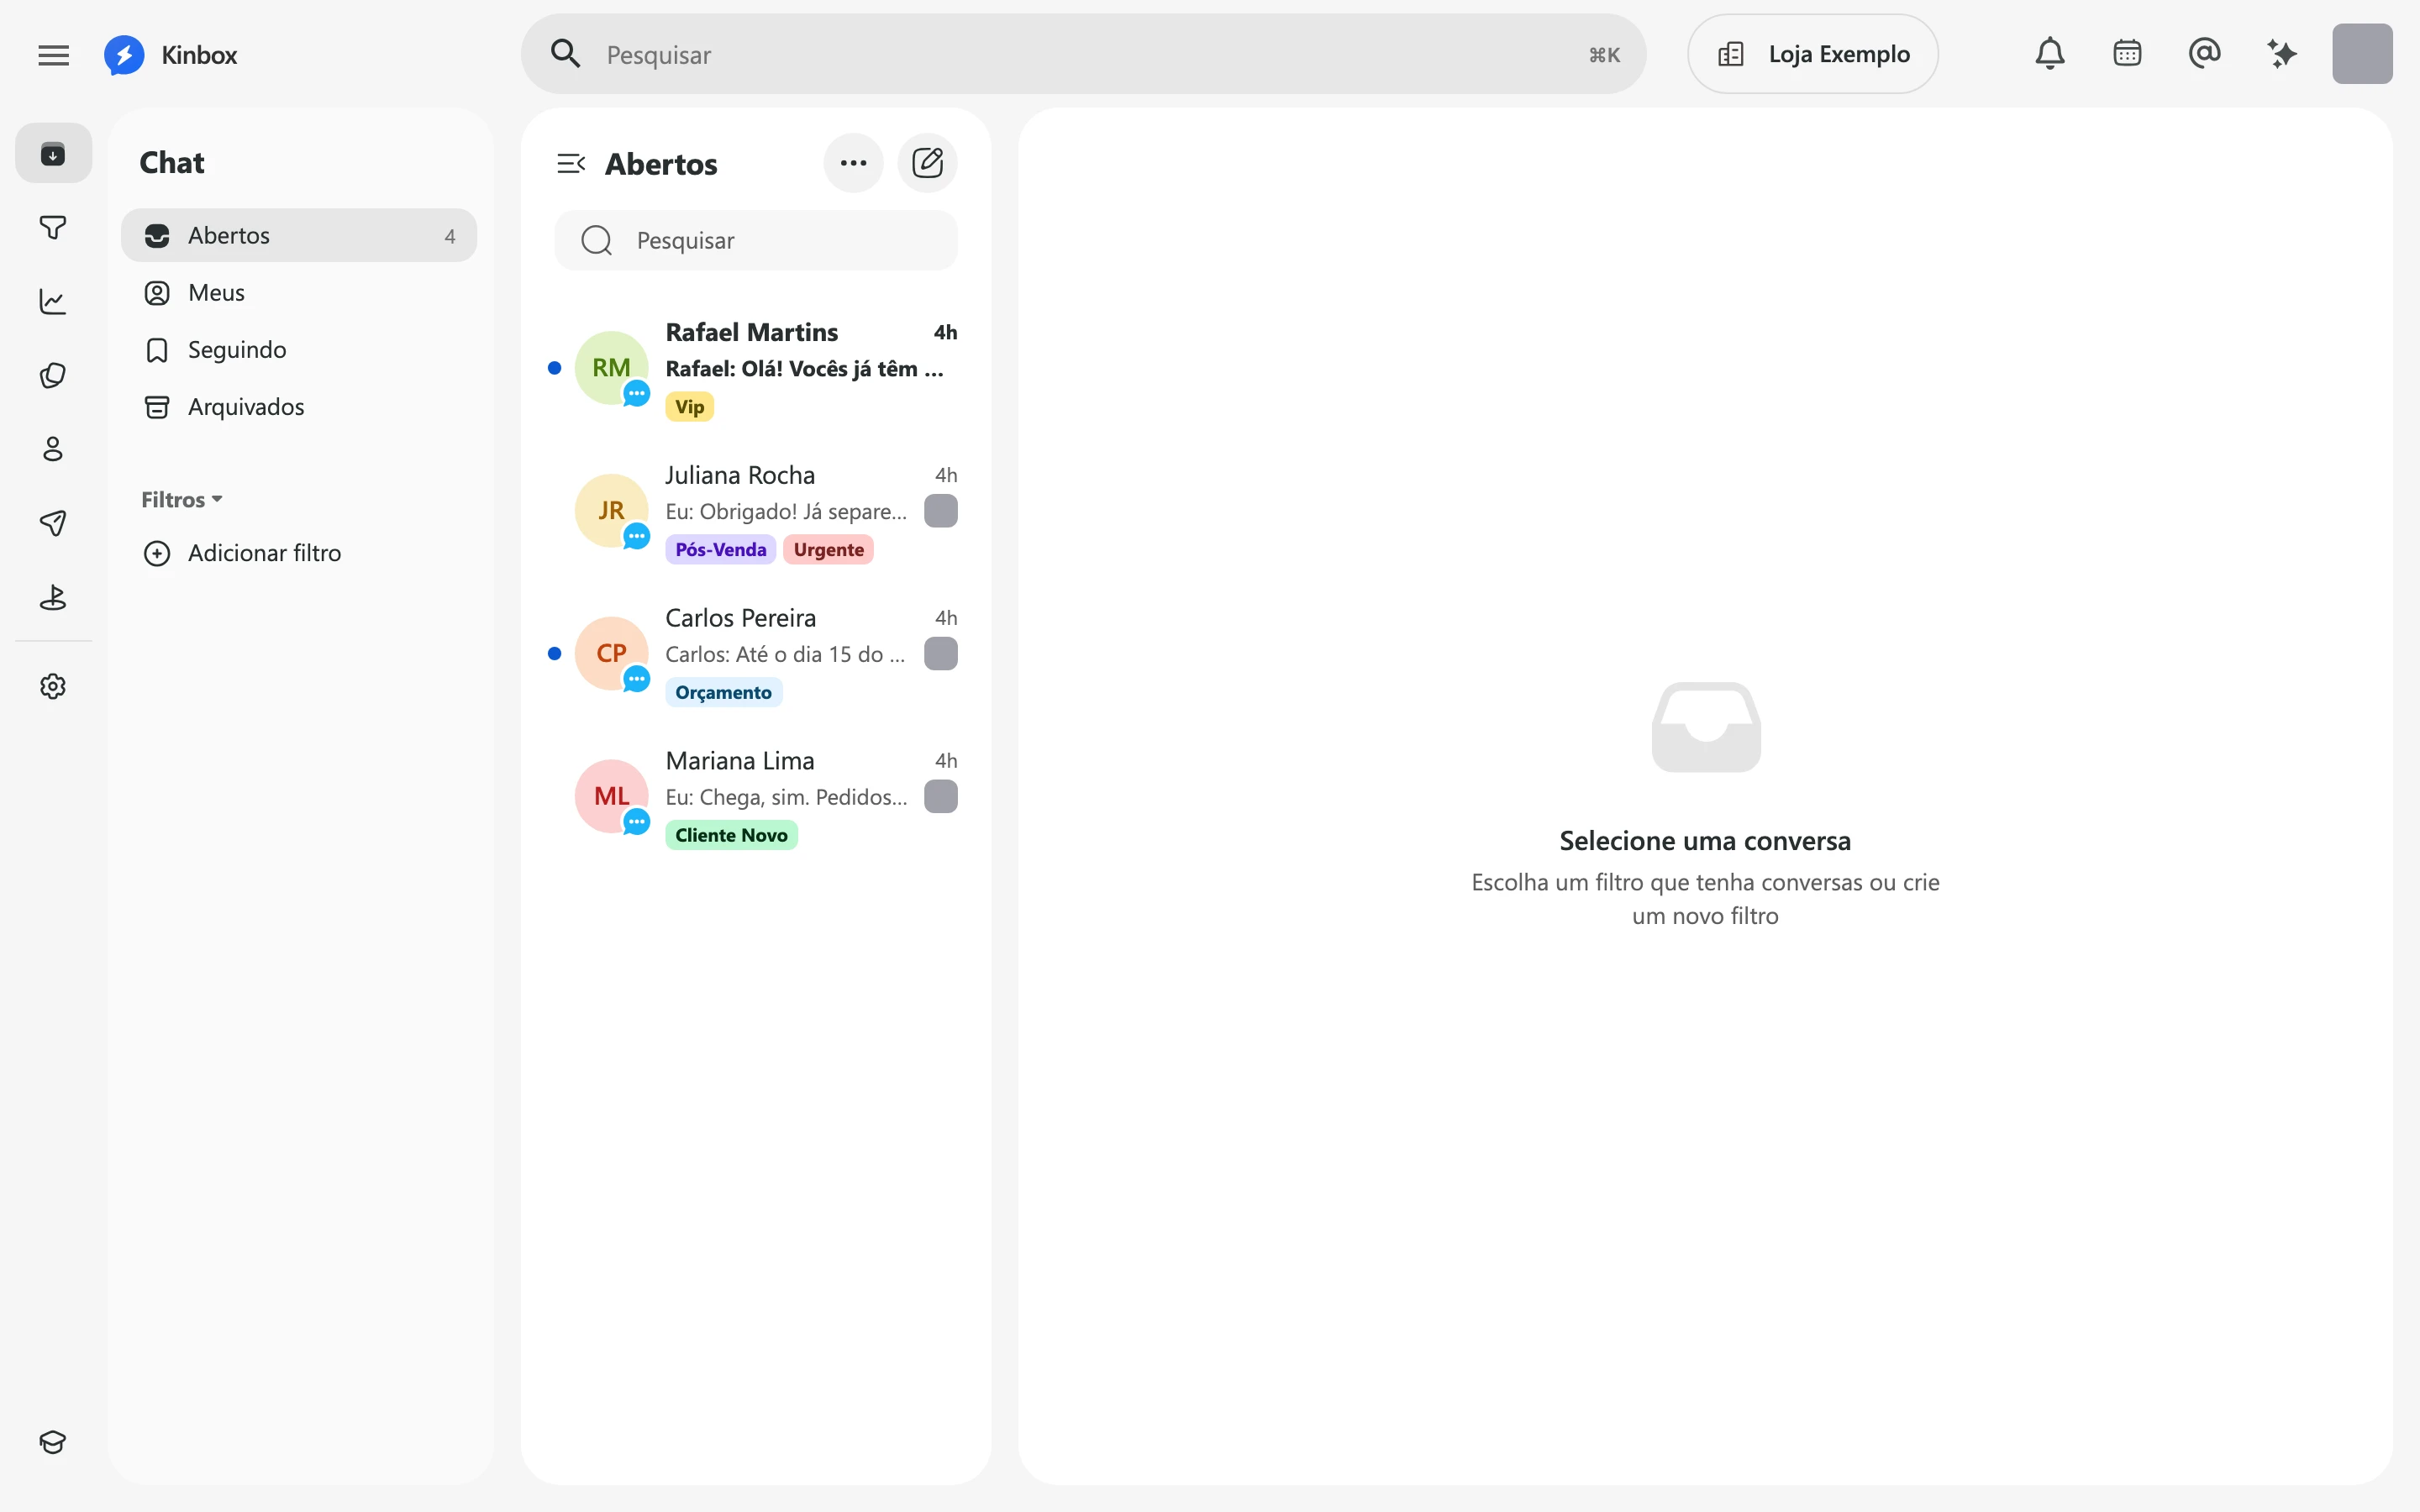 Kinbox
Pesquisar
⌘K
Loja Exemplo
Chat
Abertos
4
Meus
Seguindo
Arquivados
Filtros
Adicionar filtro
Abertos
Pesquisar
RM
Rafael Martins
4h
Rafael: Olá! Vocês já têm ...
Vip
JR
Juliana Rocha
4h
Eu: Obrigado! Já separe...
Pós-Venda
Urgente
CP
Carlos Pereira
4h
Carlos: Até o dia 15 do ...
Orçamento
ML
Mariana Lima
4h
Eu: Chega, sim. Pedidos...
Cliente Novo
Selecione uma conversa
Escolha um filtro que tenha conversas ou crie
um novo filtro